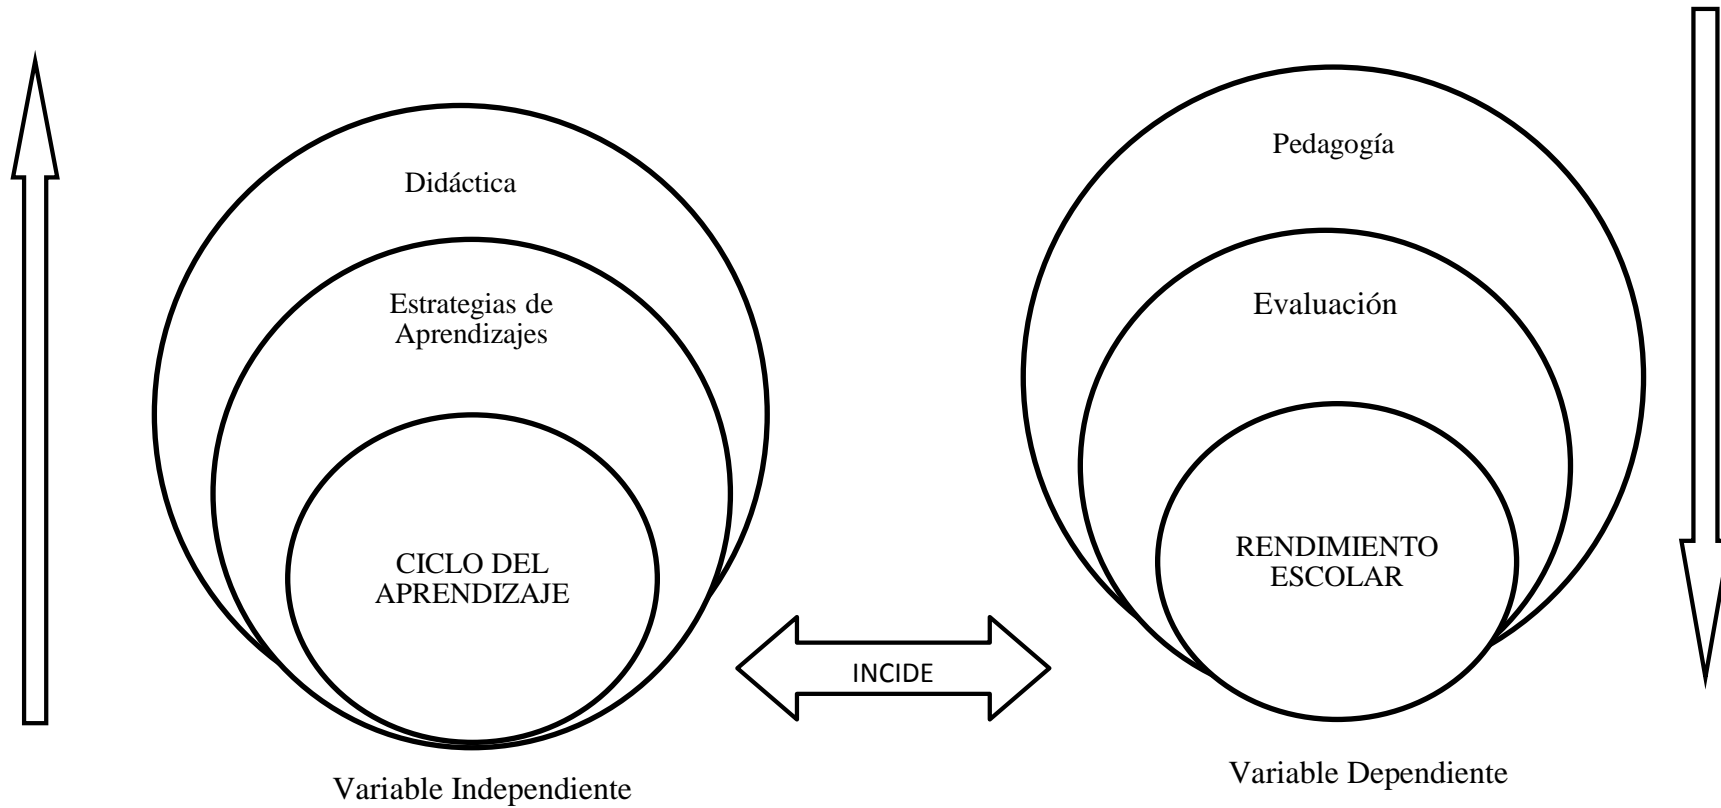 Didáctica
Estrategias de
Aprendizajes
CICLO DEL
APRENDIZAJE
Variable Independiente
INCIDE
Pedagogía
Evaluación
RENDIMIENTO
ESCOLAR
Variable Dependiente